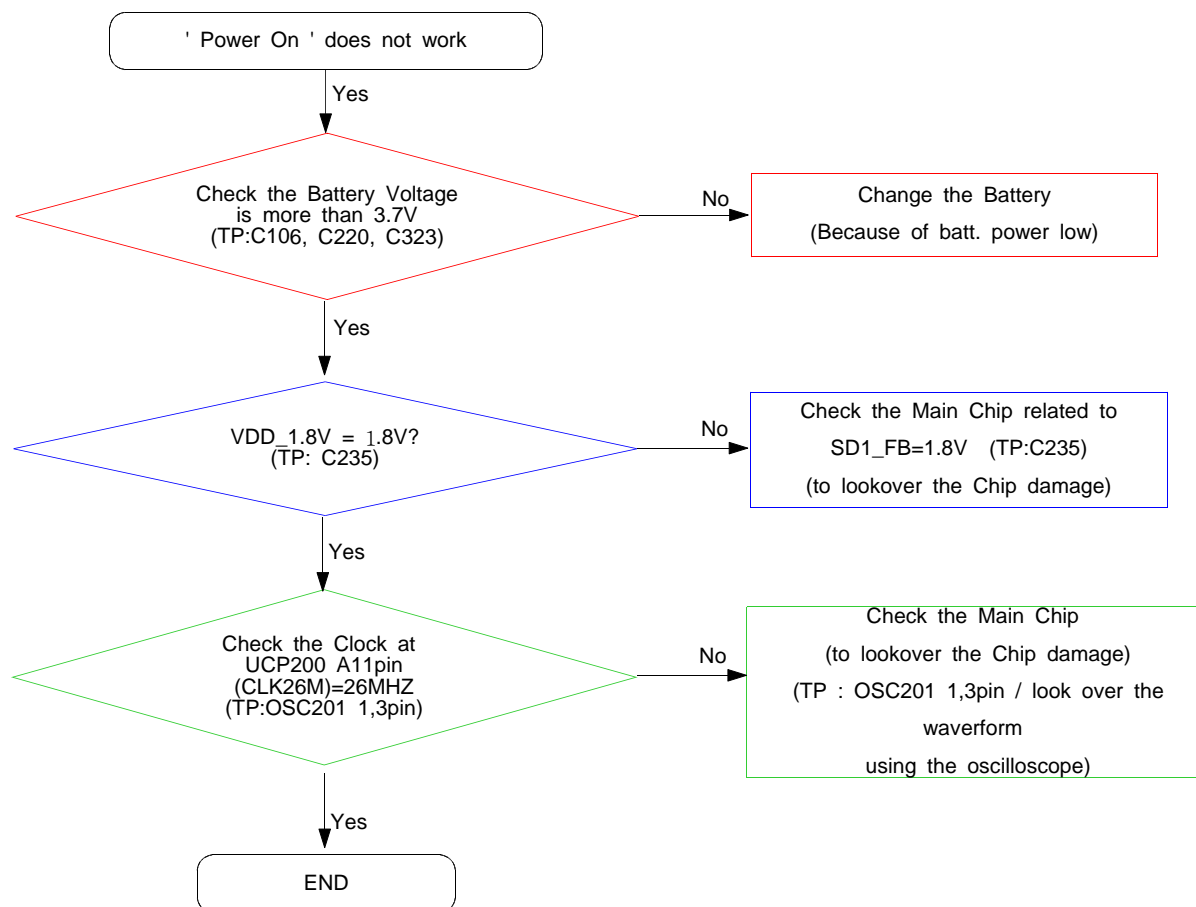 ' Power On ' does not work
Yes
Check the Battery Voltage
is more than 3.7V
(TP:C106, C220, C323)
No
Change the Battery
(Because of batt. power low)
Yes
VDD_1.8V = 1.8V?
(TP: C235)
No
Check the Main Chip related to
SD1_FB=1.8V (TP:C235)
(to lookover the Chip damage)
Yes
Check the Clock at
UCP200 A11pin
(CLK26M)=26MHZ
(TP:OSC201 1,3pin)
No
Check the Main Chip
(to lookover the Chip damage)
(TP : OSC201 1,3pin / look over the
waverform
using the oscilloscope)
Yes
END